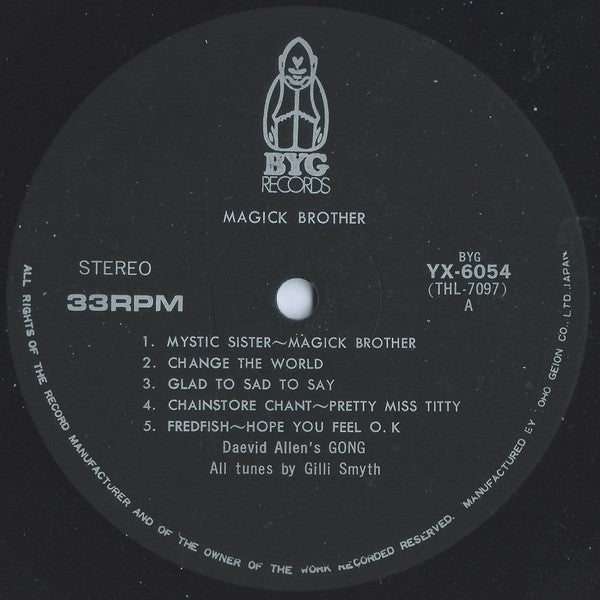 BYG
RECORDS
MAGICK BROTHER
STEREO
33RPM
BYG
YX-6054
(THL-7097)
A
1. MYSTIC SISTER~MAGICK BROTHER
2. CHANGE THE WORLD
3. GLAD TO SAD TO SAY
4. CHAINSTORE CHANT~PRETTY MISS TITTY
5. FREDFISH~HOPE YOU FEEL O.K
Daevid Allen's GONG
All tunes by Gilli Smyth
ALL RIGHTS OF THE RECORD MANUFACTURER AND OF THE OWNER OF THE WORK RECORDED RESERVED. MANUFACTURED BY TOHO GEION CO., LTD. JAPAN